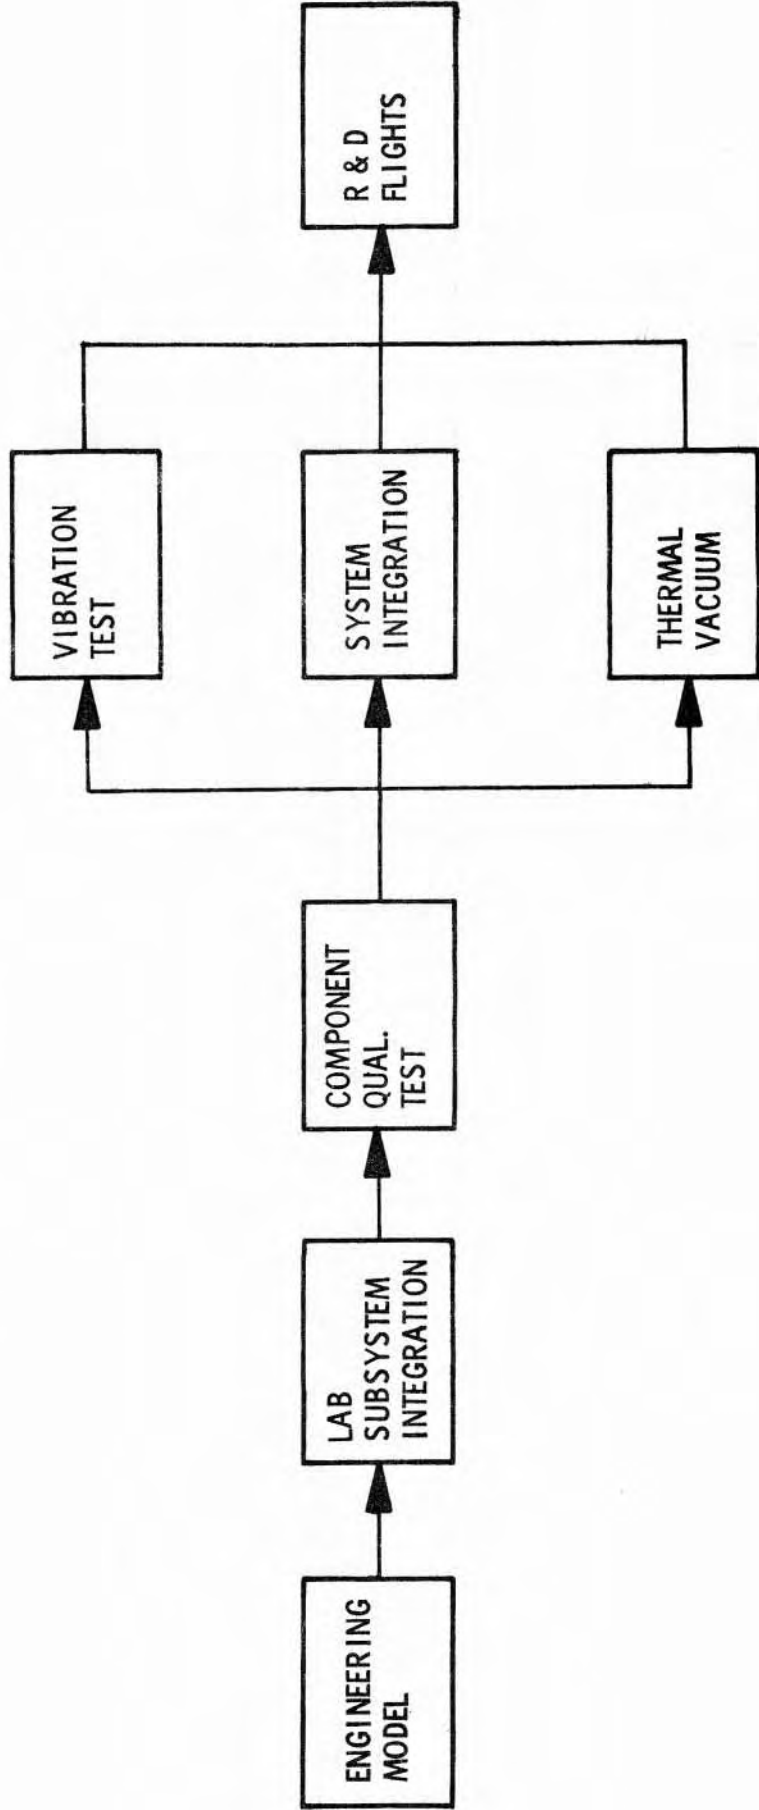 ENGINEERING
MODEL
LAB
SUBSYSTEM
INTEGRATION
COMPONENT
QUAL.
TEST
VIBRATION
TEST
SYSTEM
INTEGRATION
THERMAL
VACUUM
R & D
FLIGHTS